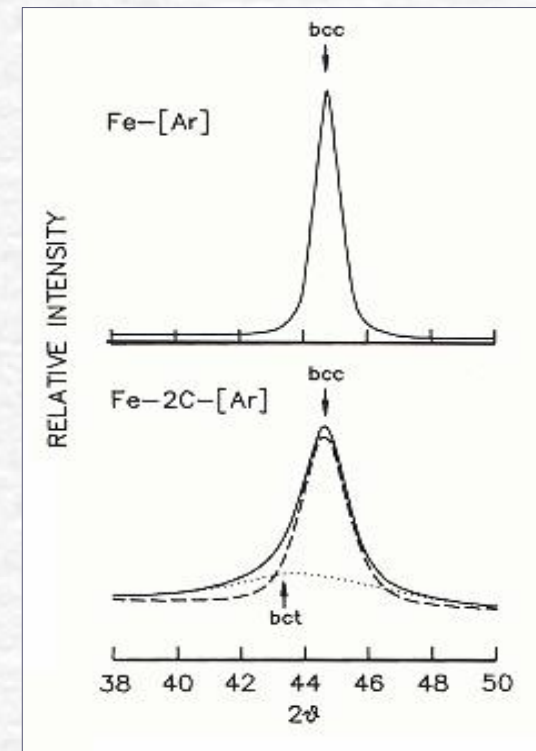 bcc
Fe-[Ar]
RELATIVE INTENSITY
bcc
Fe-2C-[Ar]
bct
38 40 42 44 46 48 50
2ϑ